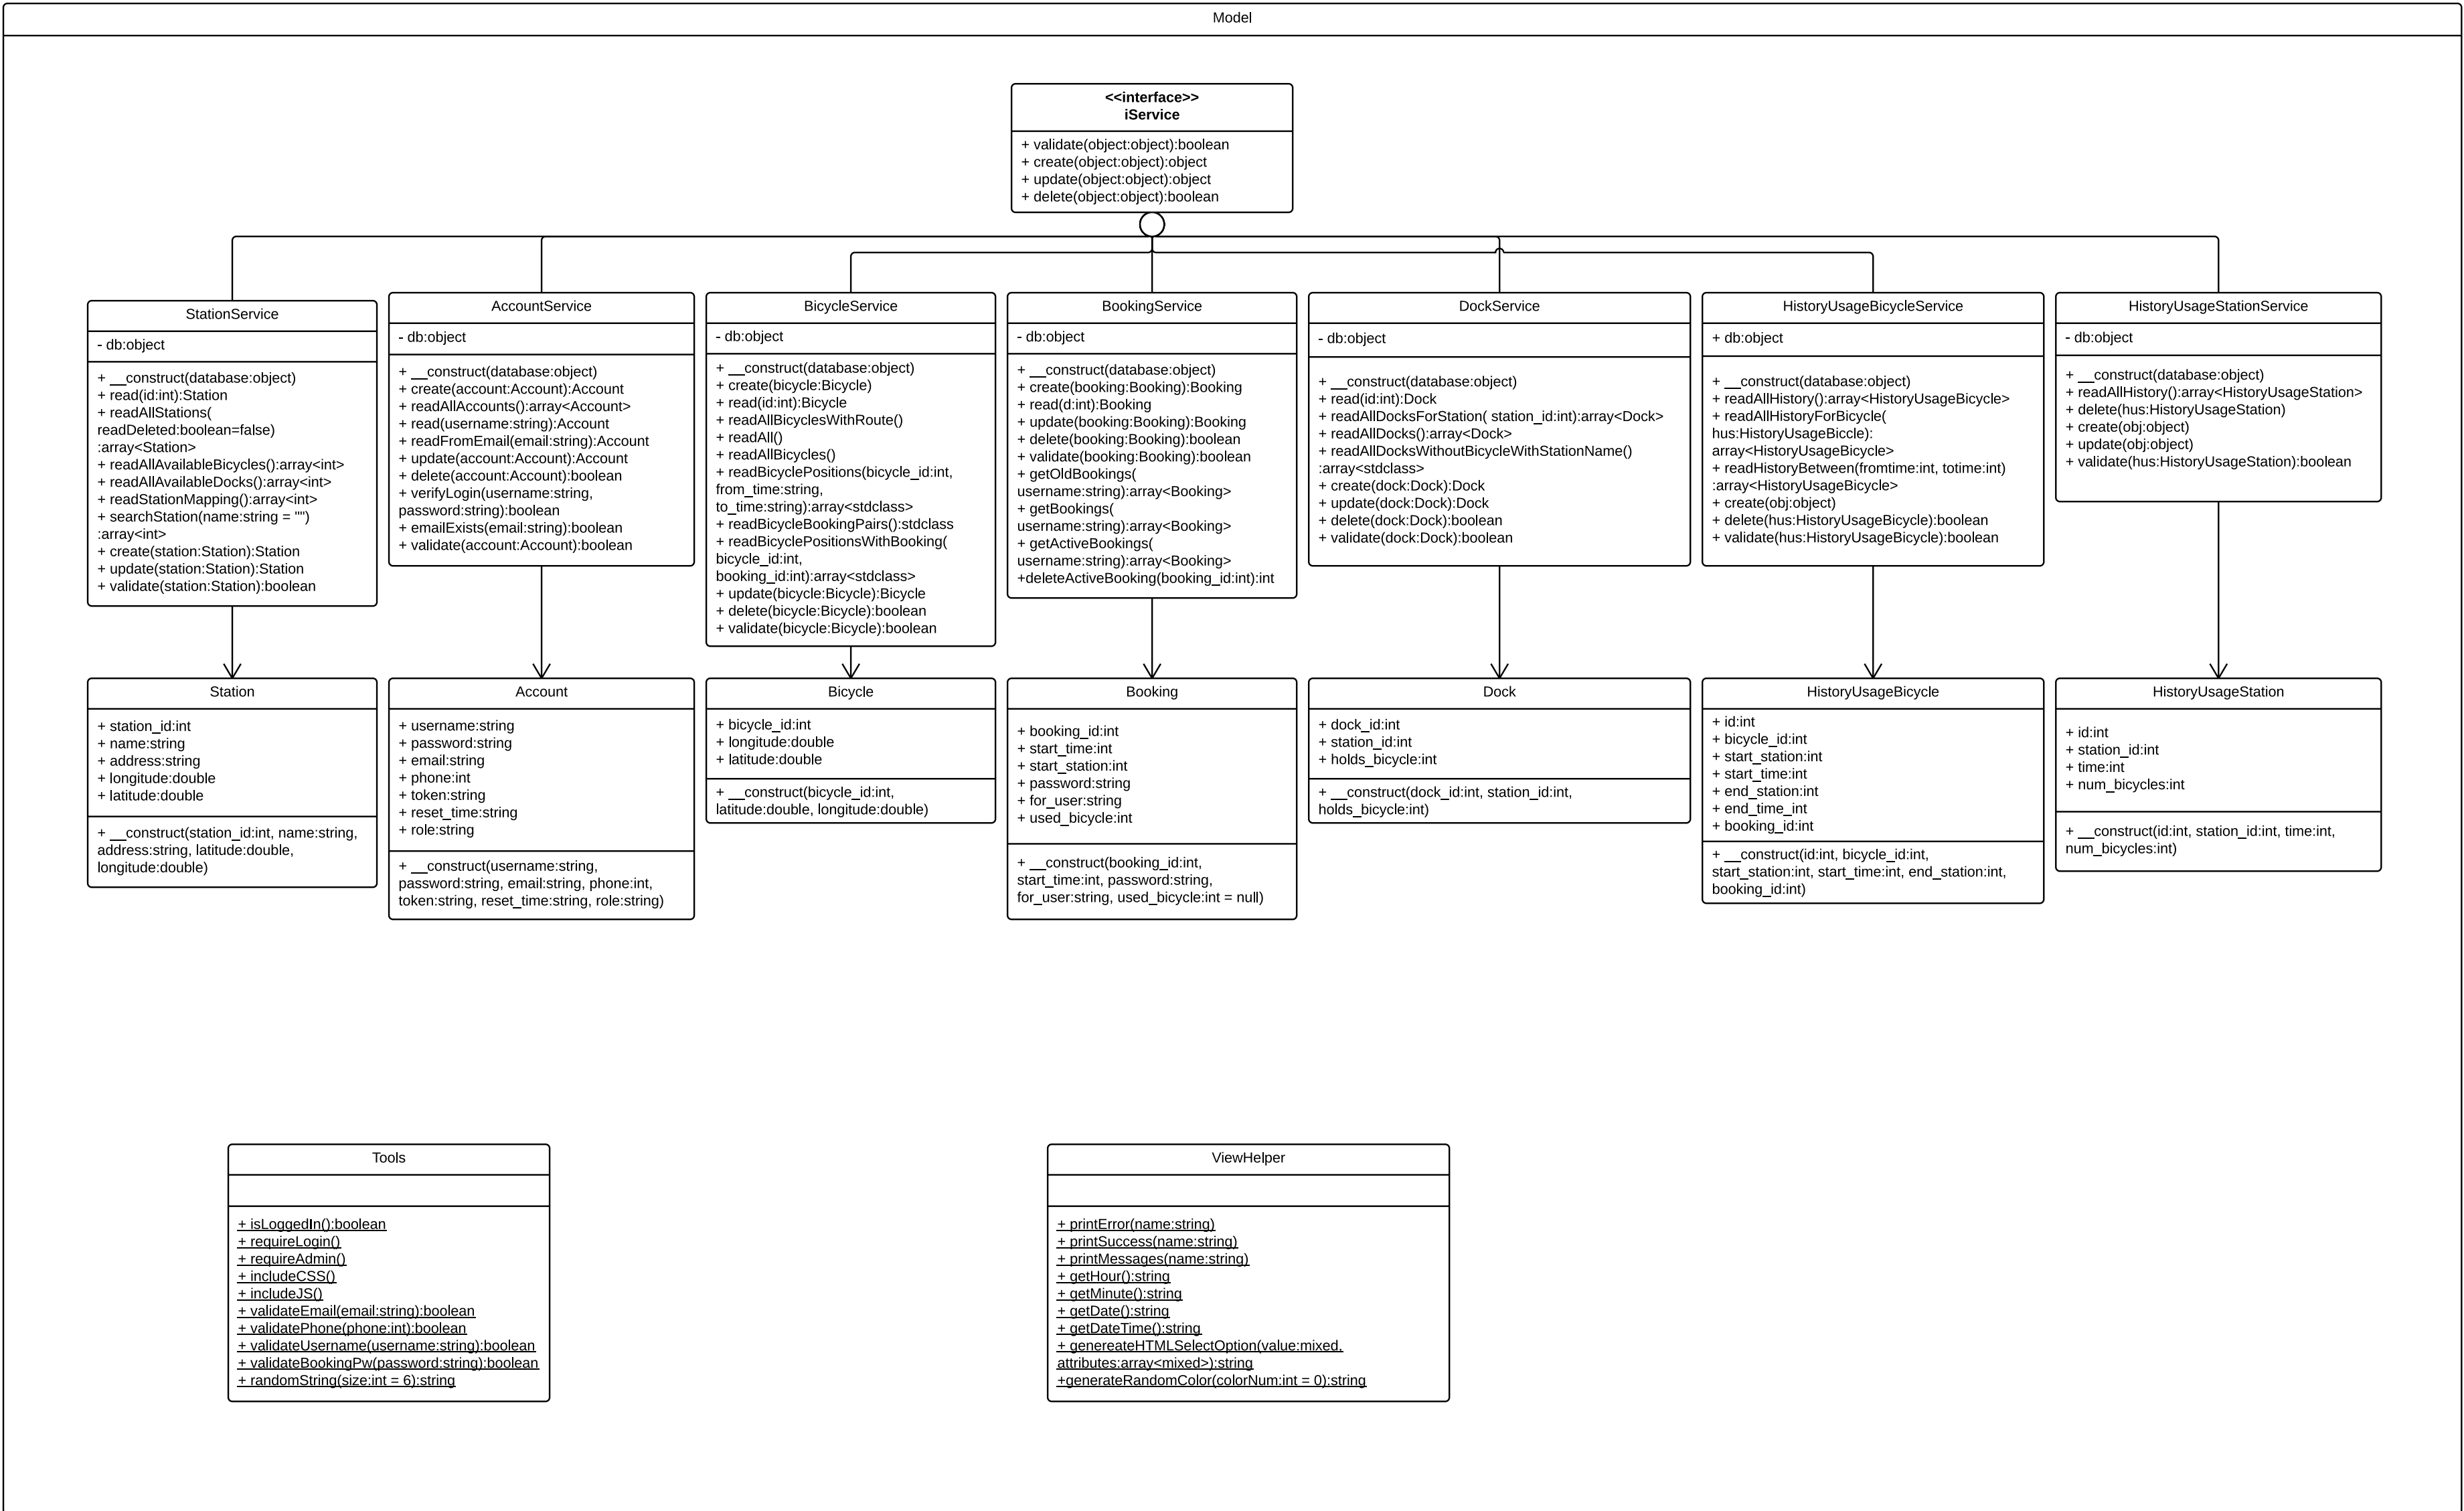 Model
<<interface>>
iService
+ validate(object:object):boolean
+ create(object:object):object
+ update(object:object):object
+ delete(object:object):boolean
StationService
- db:object
+ __construct(database:object)
+ read(id:int):Station
+ readAllStations(
readDeleted:boolean=false)
:array<Station>
+ readAllAvailableBicycles():array<int>
+ readAllAvailableDocks():array<int>
+ readStationMapping():array<int>
+ searchStation(name:string = "")
:array<int>
+ create(station:Station):Station
+ update(station:Station):Station
+ validate(station:Station):boolean
AccountService
- db:object
+ __construct(database:object)
+ create(account:Account):Account
+ readAllAccounts():array<Account>
+ read(username:string):Account
+ readFromEmail(email:string):Account
+ update(account:Account):Account
+ delete(account:Account):boolean
+ verifyLogin(username:string,
password:string):boolean
+ emailExists(email:string):boolean
+ validate(account:Account):boolean
BicycleService
- db:object
+ __construct(database:object)
+ create(bicycle:Bicycle)
+ read(id:int):Bicycle
+ readAllBicyclesWithRoute()
+ readAll()
+ readAllBicycles()
+ readBicyclePositions(bicycle_id:int,
from_time:string,
to_time:string):array<stdclass>
+ readBicycleBookingPairs():stdclass
+ readBicyclePositionsWithBooking(
bicycle_id:int,
booking_id:int):array<stdclass>
+ update(bicycle:Bicycle):Bicycle
+ delete(bicycle:Bicycle):boolean
+ validate(bicycle:Bicycle):boolean
BookingService
- db:object
+ __construct(database:object)
+ create(booking:Booking):Booking
+ read(d:int):Booking
+ update(booking:Booking):Booking
+ delete(booking:Booking):boolean
+ validate(booking:Booking):boolean
+ getOldBookings(
username:string):array<Booking>
+ getBookings(
username:string):array<Booking>
+ getActiveBookings(
username:string):array<Booking>
+deleteActiveBooking(booking_id:int):int
DockService
- db:object
+ __construct(database:object)
+ read(id:int):Dock
+ readAllDocksForStation( station_id:int):array<Dock>
+ readAllDocks():array<Dock>
+ readAllDocksWithoutBicycleWithStationName()
:array<stdclass>
+ create(dock:Dock):Dock
+ update(dock:Dock):Dock
+ delete(dock:Dock):boolean
+ validate(dock:Dock):boolean
HistoryUsageBicycleService
+ db:object
+ __construct(database:object)
+ readAllHistory():array<HistoryUsageBicycle>
+ readAllHistoryForBicycle(
hus:HistoryUsageBiccle):
array<HistoryUsageBicycle>
+ readHistoryBetween(fromtime:int, totime:int)
:array<HistoryUsageBicycle>
+ create(obj:object)
+ delete(hus:HistoryUsageBicycle):boolean
+ validate(hus:HistoryUsageBicycle):boolean
HistoryUsageStationService
- db:object
+ __construct(database:object)
+ readAllHistory():array<HistoryUsageStation>
+ delete(hus:HistoryUsageStation)
+ create(obj:object)
+ update(obj:object)
+ validate(hus:HistoryUsageStation):boolean
Station
+ station_id:int
+ name:string
+ address:string
+ longitude:double
+ latitude:double
+ __construct(station_id:int, name:string,
address:string, latitude:double,
longitude:double)
Account
+ username:string
+ password:string
+ email:string
+ phone:int
+ token:string
+ reset_time:string
+ role:string
+ __construct(username:string,
password:string, email:string, phone:int,
token:string, reset_time:string, role:string)
Bicycle
+ bicycle_id:int
+ longitude:double
+ latitude:double
+ __construct(bicycle_id:int,
latitude:double, longitude:double)
Booking
+ booking_id:int
+ start_time:int
+ start_station:int
+ password:string
+ for_user:string
+ used_bicycle:int
+ __construct(booking_id:int,
start_time:int, password:string,
for_user:string, used_bicycle:int = null)
Dock
+ dock_id:int
+ station_id:int
+ holds_bicycle:int
+ __construct(dock_id:int, station_id:int,
holds_bicycle:int)
HistoryUsageBicycle
+ id:int
+ bicycle_id:int
+ start_station:int
+ start_time:int
+ end_station:int
+ end_time_int
+ booking_id:int
+ __construct(id:int, bicycle_id:int,
start_station:int, start_time:int, end_station:int,
booking_id:int)
HistoryUsageStation
+ id:int
+ station_id:int
+ time:int
+ num_bicycles:int
+ __construct(id:int, station_id:int, time:int,
num_bicycles:int)
Tools
+ isLoggedIn():boolean
+ requireLogin()
+ requireAdmin()
+ includeCSS()
+ includeJS()
+ validateEmail(email:string):boolean
+ validatePhone(phone:int):boolean
+ validateUsername(username:string):boolean
+ validateBookingPw(password:string):boolean
+ randomString(size:int = 6):string
ViewHelper
+ printError(name:string)
+ printSuccess(name:string)
+ printMessages(name:string)
+ getHour():string
+ getMinute():string
+ getDate():string
+ getDateTime():string
+ genereateHTMLSelectOption(value:mixed,
attributes:array<mixed>):string
+generateRandomColor(colorNum:int = 0):string